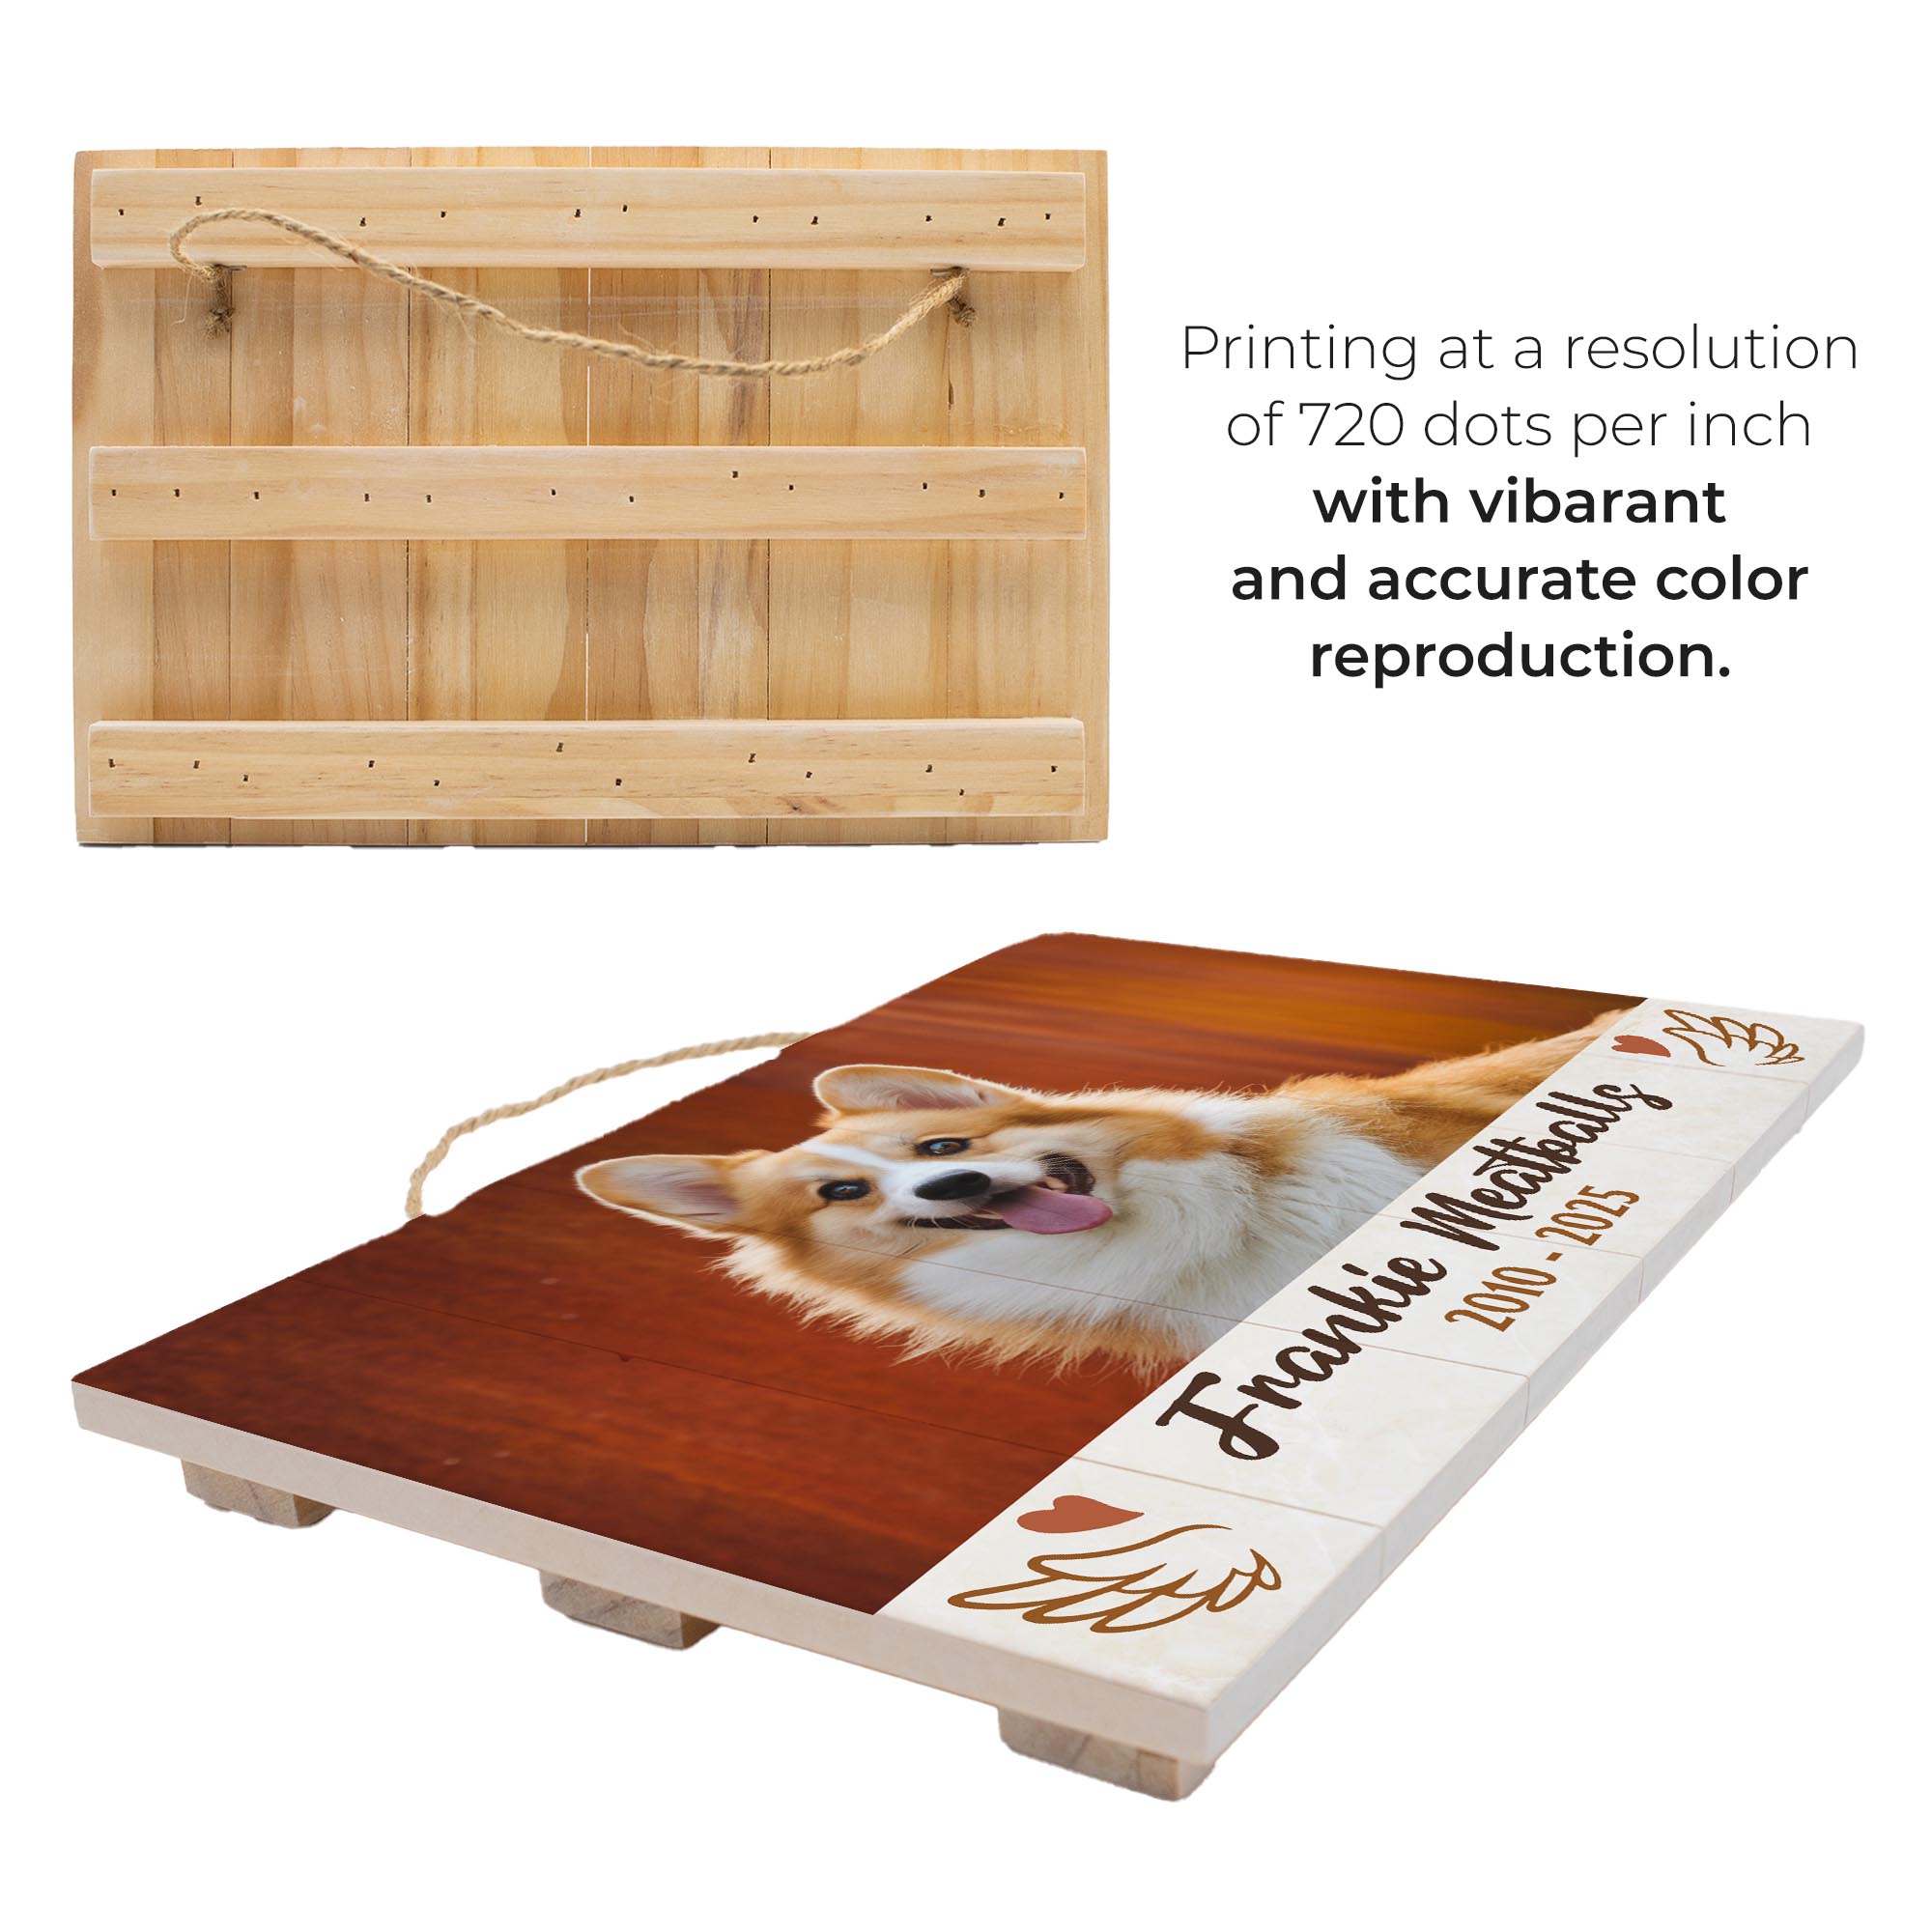 Printing at a resolution
of 720 dots per inch
with vibarant
and accurate color
reproduction.
Frankie Meatballs
2010 - 2025